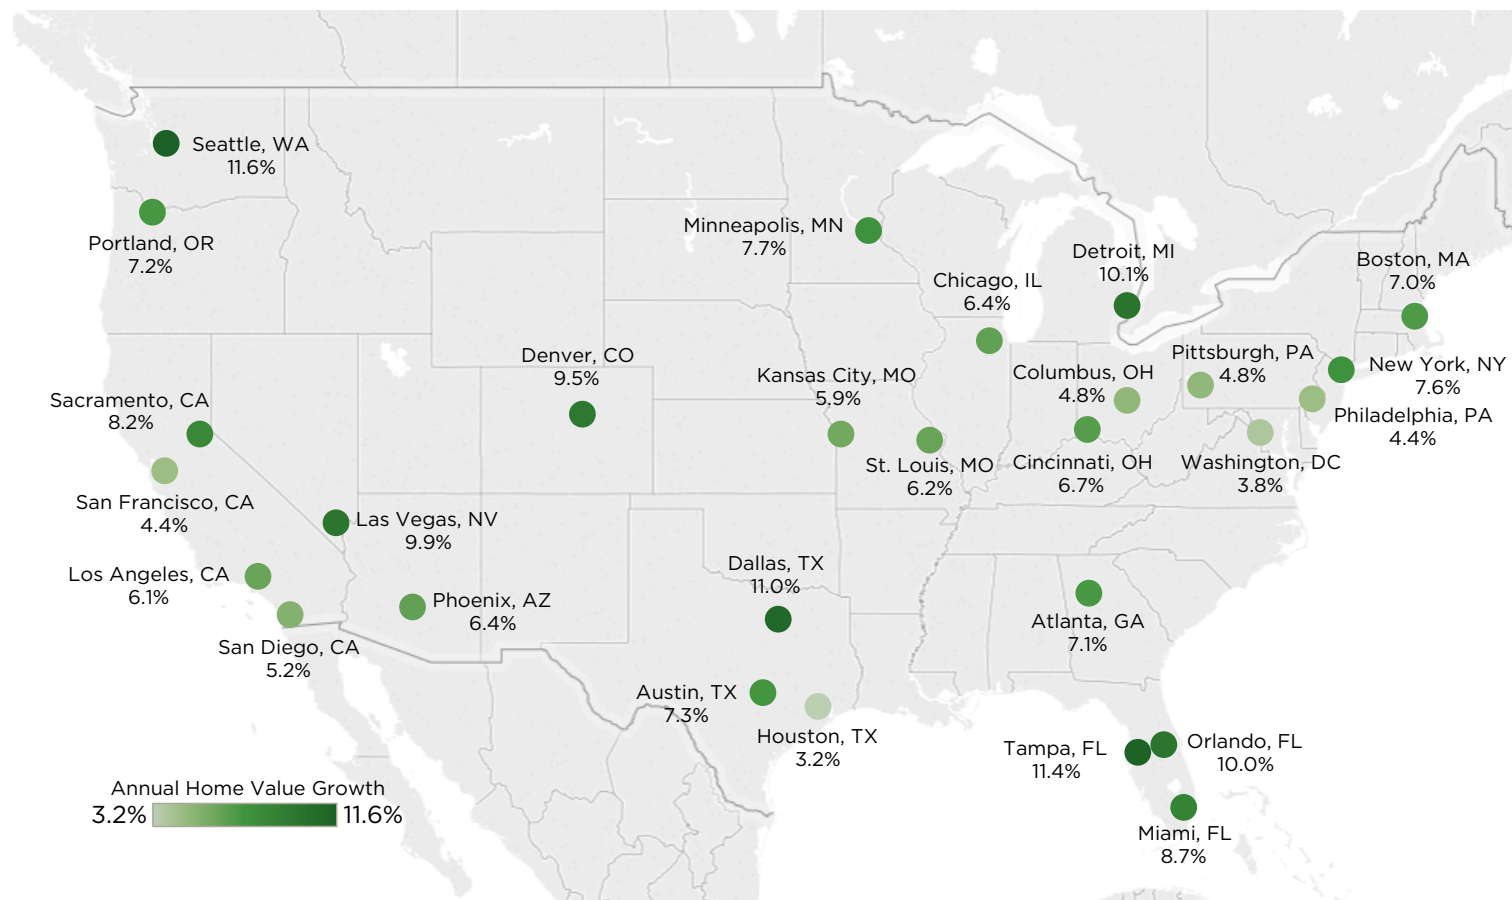 Seattle, WA
11.6%
Portland, OR
7.2%
Minneapolis, MN
7.7%
Detroit, MI
10.1%
Boston, MA
7.0%
Chicago, IL
6.4%
Denver, CO
9.5%
Kansas City, MO
5.9%
Columbus, OH
4.8%
Pittsburgh, PA
4.8%
New York, NY
7.6%
Sacramento, CA
8.2%
Philadelphia, PA
4.4%
St. Louis, MO
6.2%
Cincinnati, OH
6.7%
Washington, DC
3.8%
San Francisco, CA
4.4%
Las Vegas, NV
9.9%
Los Angeles, CA
6.1%
Phoenix, AZ
6.4%
Dallas, TX
11.0%
Atlanta, GA
7.1%
San Diego, CA
5.2%
Austin, TX
7.3%
Houston, TX
3.2%
Tampa, FL
11.4%
Orlando, FL
10.0%
Miami, FL
8.7%
Annual Home Value Growth
3.2% 11.6%